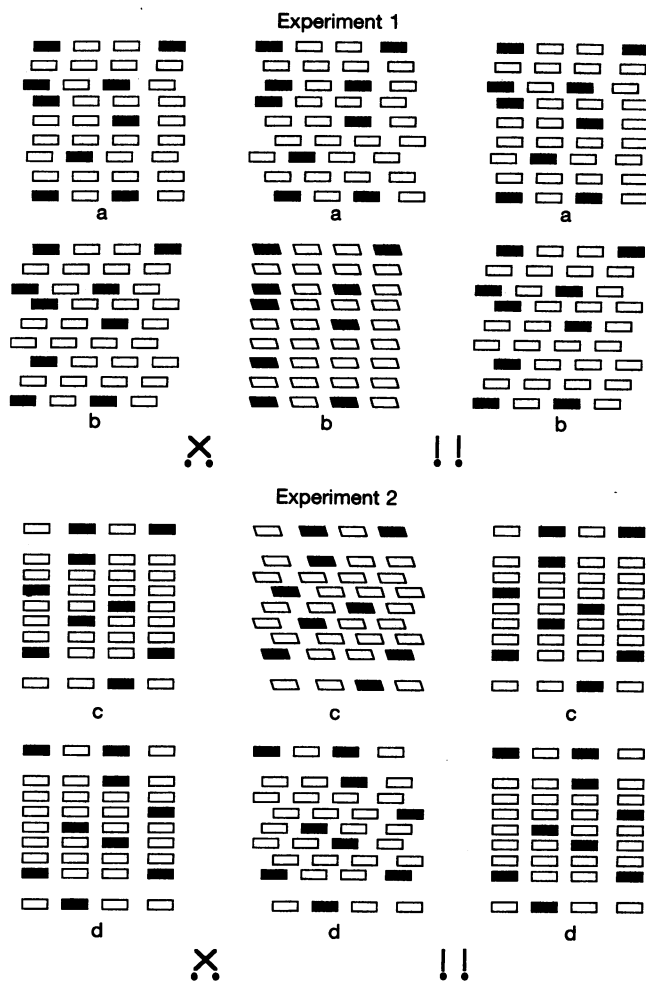 Experiment 1
a a a
b b b
X !!
Experiment 2
c c c
d d d
X !!